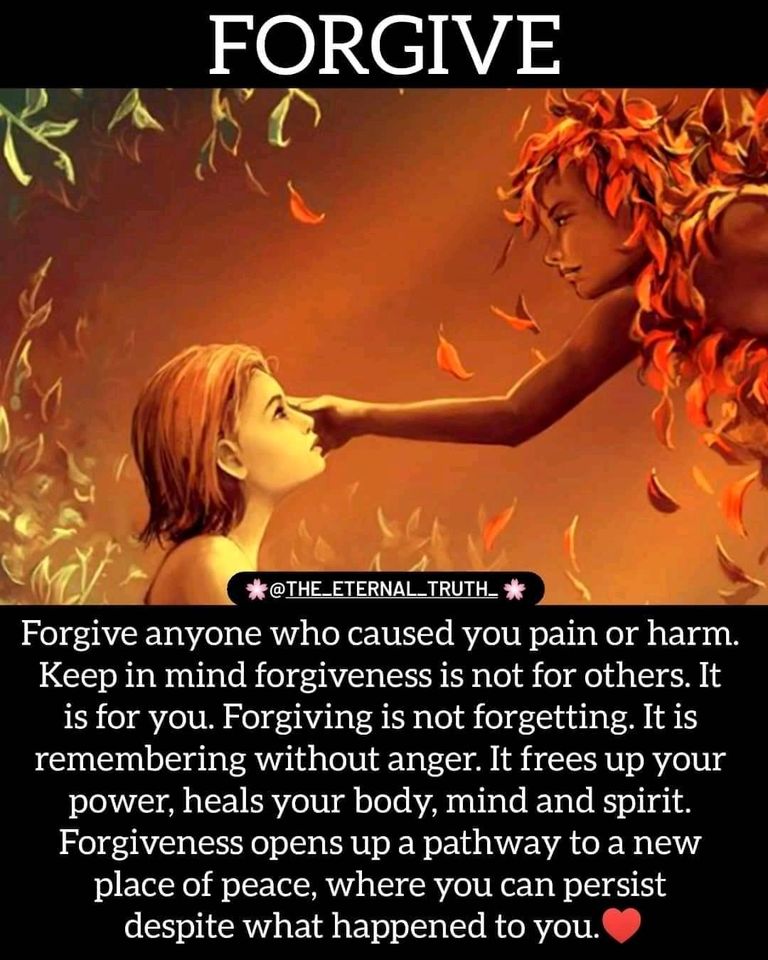 FORGIVE
🌸@THE_ETERNAL_TRUTH_🌸
Forgive anyone who caused you pain or harm.
Keep in mind forgiveness is not for others. It
is for you. Forgiving is not forgetting. It is
remembering without anger. It frees up your
power, heals your body, mind and spirit.
Forgiveness opens up a pathway to a new
place of peace, where you can persist
despite what happened to you.♥️